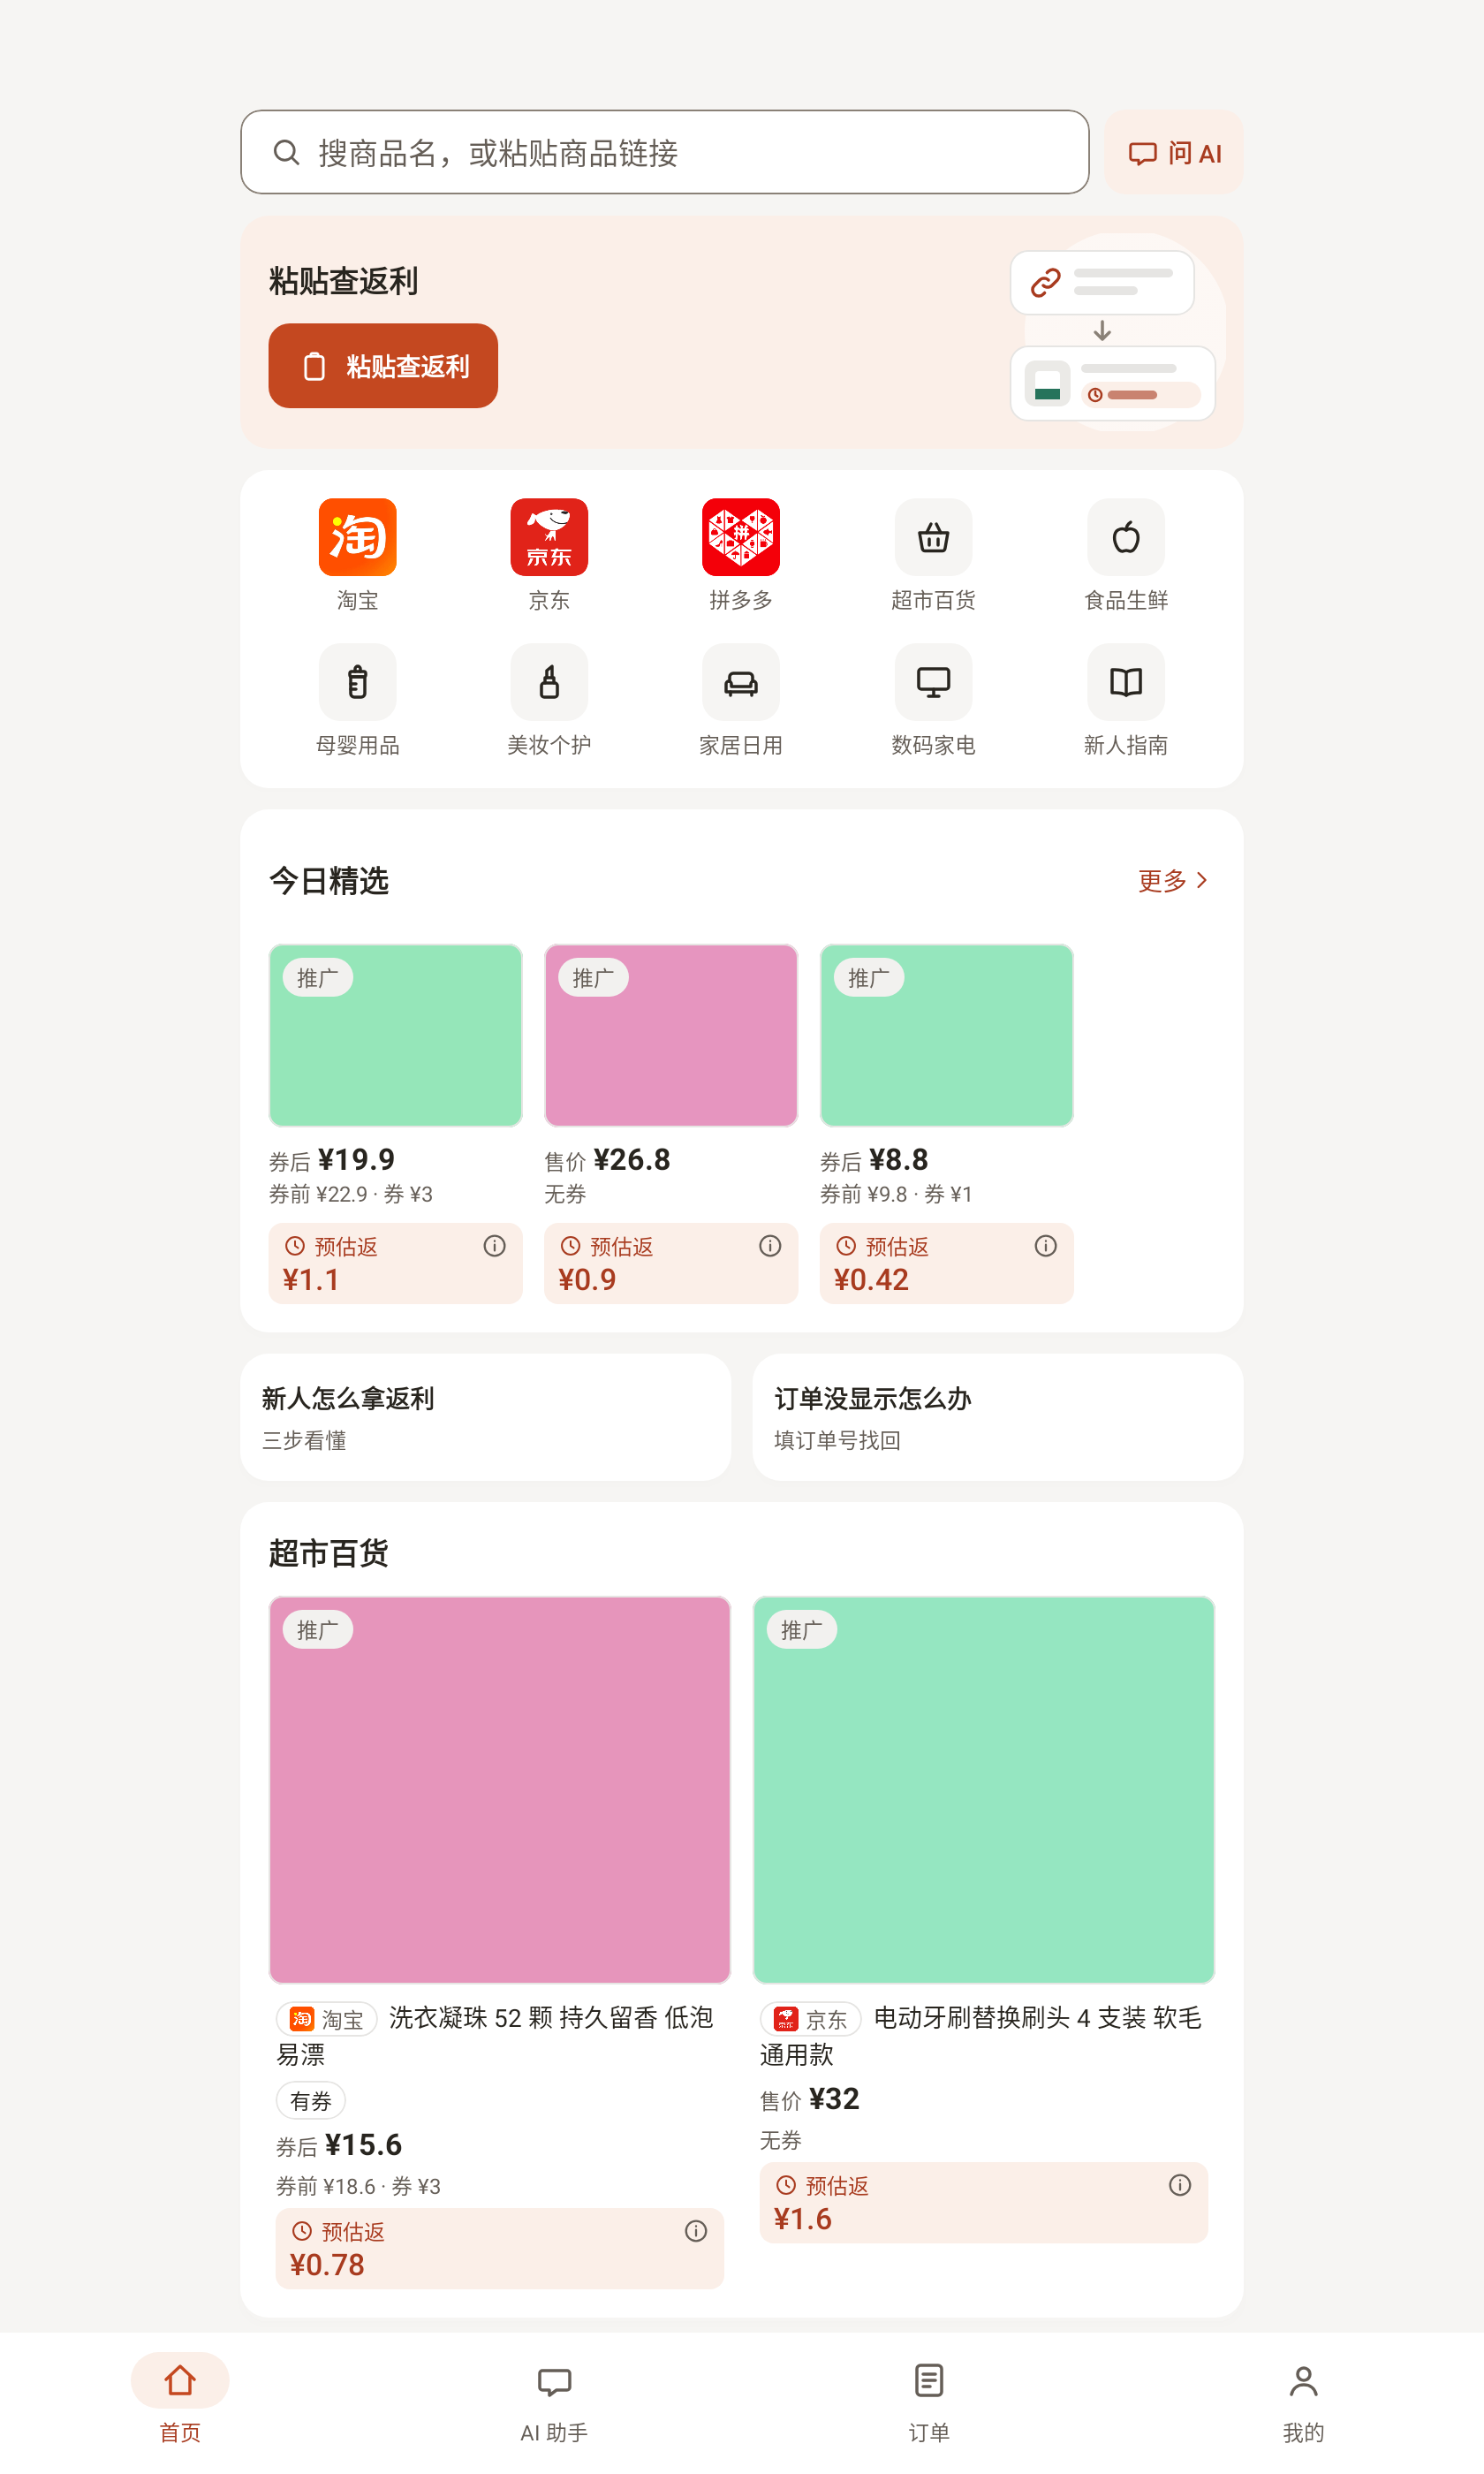 搜商品名，或粘贴商品链接
问 AI
粘贴查返利
粘贴查返利
淘
京东
拼
淘宝
京东
拼多多
超市百货
食品生鲜
母婴用品
美妆个护
家居日用
数码家电
新人指南
今日精选
更多
推广
推广
推广
券后 ¥19.9
售价 ¥26.8
券后 ¥8.8
券前 ¥22.9 · 券 ¥3
无券
券前 ¥9.8 · 券 ¥1
预估返
预估返
预估返
¥1.1
¥0.9
¥0.42
新人怎么拿返利
三步看懂
订单没显示怎么办
填订单号找回
超市百货
推广
推广
淘 淘宝 洗衣凝珠 52 颗 持久留香 低泡
易漂
有券
券后 ¥15.6
券前 ¥18.6 · 券 ¥3
预估返
¥0.78
京东 京东 电动牙刷替换刷头 4 支装 软毛
通用款
售价 ¥32
无券
预估返
¥1.6
首页
AI 助手
订单
我的